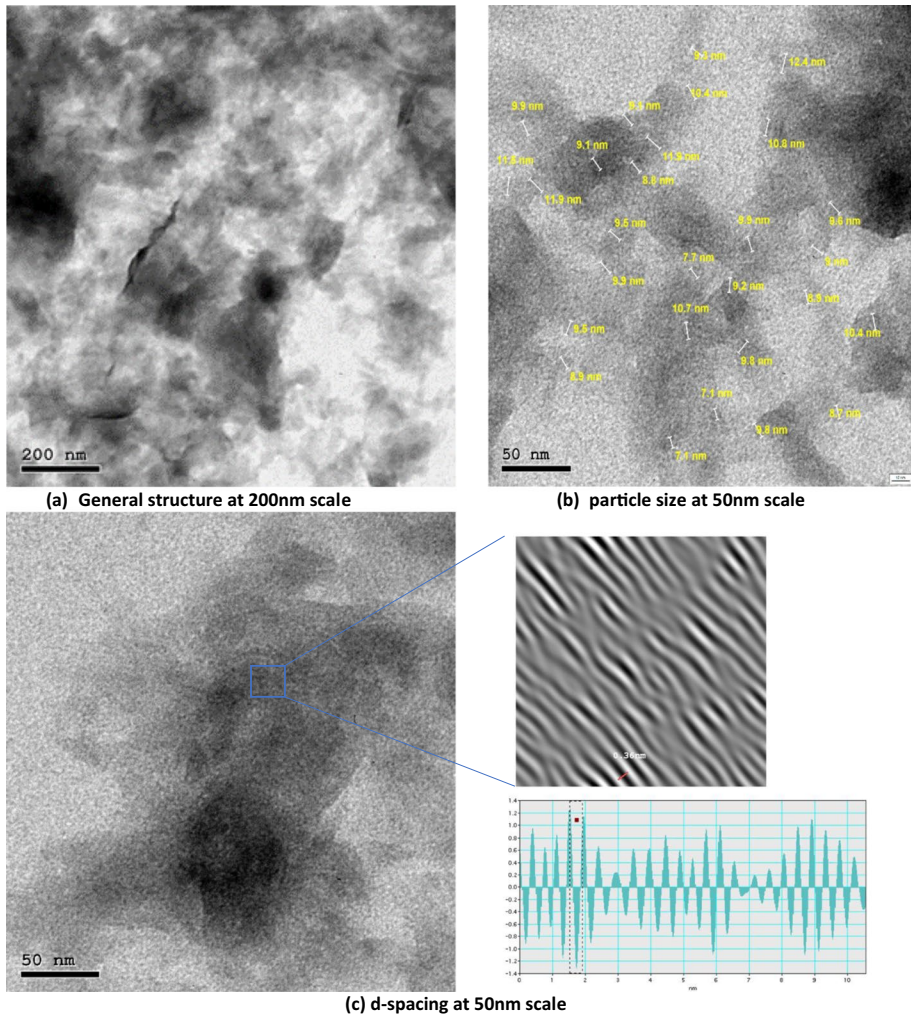 200 nm
(a) General structure at 200nm scale
12.4 nm
10.4 nm
9.9 nm
9.1 nm
11.9 nm
10.8 nm
8.8 nm
11.9 nm
9.5 nm
9.9 nm
9.6 nm
7.7 nm
9 nm
9.9 nm
9.2 nm
8.9 nm
10.7 nm
10.4 nm
9.8 nm
8.9 nm
7.1 nm
8.7 nm
9.8 nm
7.1 nm
50 nm
(b) particle size at 50nm scale
0.36nm
50 nm
1.4
1.2
1.0
0.8
0.6
0.4
0.2
0.0
-0.2
-0.4
-0.6
-0.8
-1.0
-1.2
-1.4
0 1 2 3 4 5 6 7 8 9 10
nm
(c) d-spacing at 50nm scale